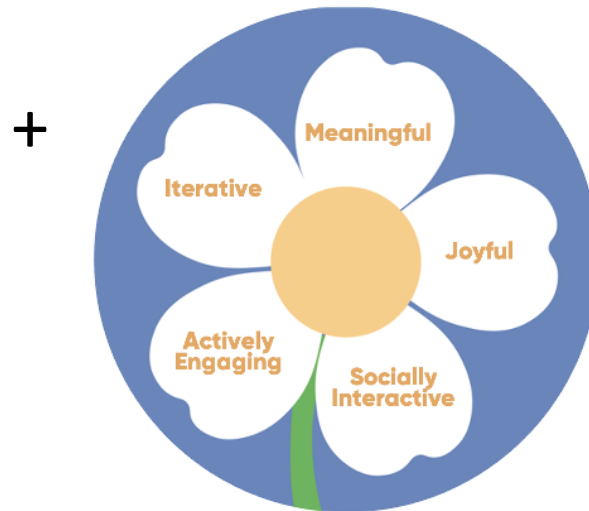 +
Meaningful
Iterative
Joyful
Actively
Engaging
Socially
Interactive